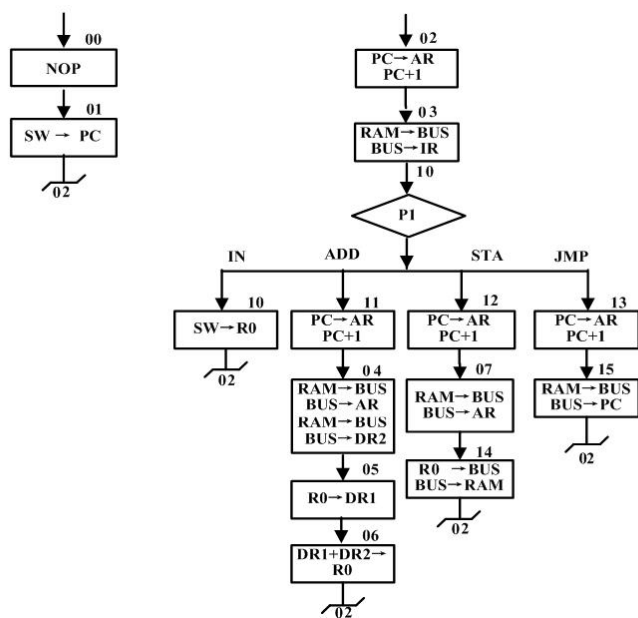 00
NOP
01
SW → PC
02
02
PC→AR
PC+1
03
RAM→BUS
BUS→IR
10
P1
IN
ADD
STA
JMP
10
SW→R0
02
11
PC→AR
PC+1
04
RAM→BUS
BUS→AR
RAM→BUS
BUS→DR2
05
R0→DR1
06
DR1+DR2→
R0
02
12
PC→AR
PC+1
07
RAM→BUS
BUS→AR
14
R0 →BUS
BUS→RAM
02
13
PC→AR
PC+1
15
RAM→BUS
BUS→PC
02